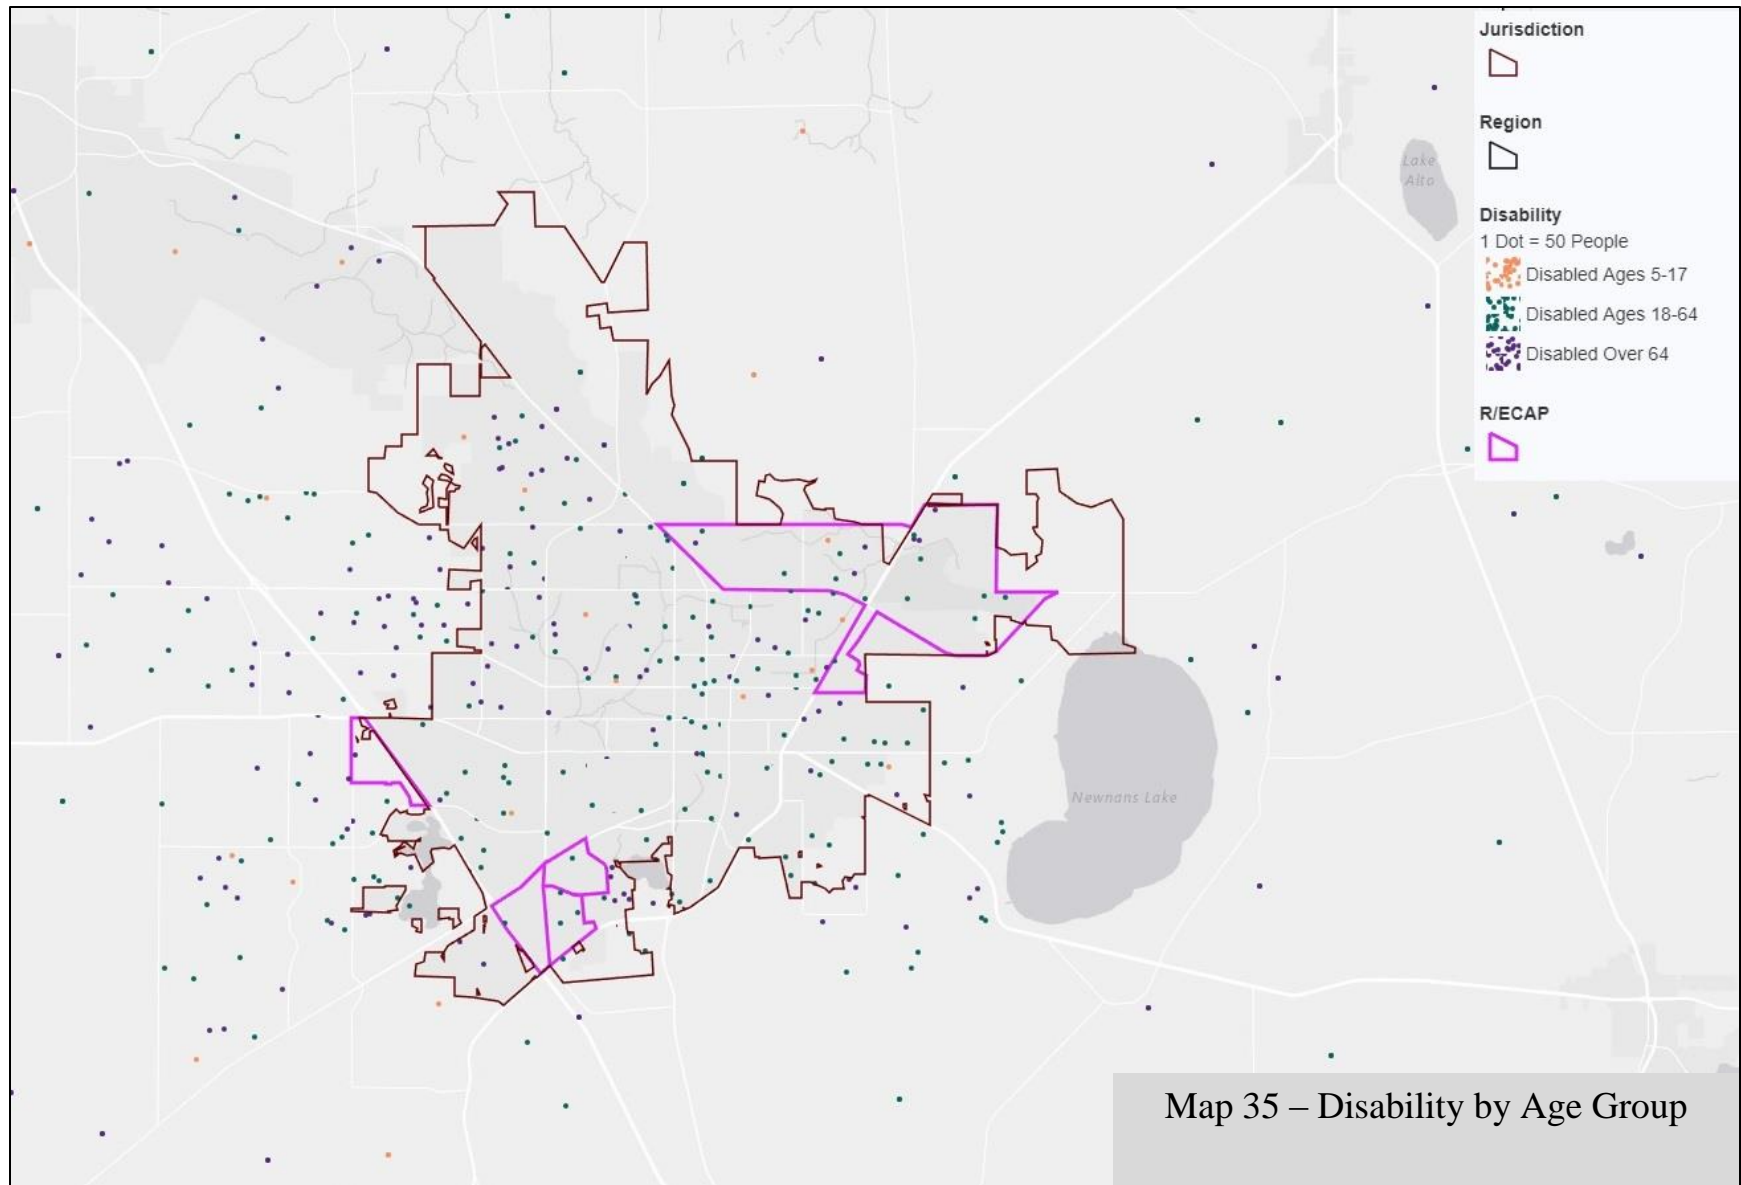 Jurisdiction
Region
Disability
1 Dot = 50 People
Disabled Ages 5-17
Disabled Ages 18-64
Disabled Over 64
R/ECAP
Lake
Alto
Newnans Lake
Map 35 – Disability by Age Group